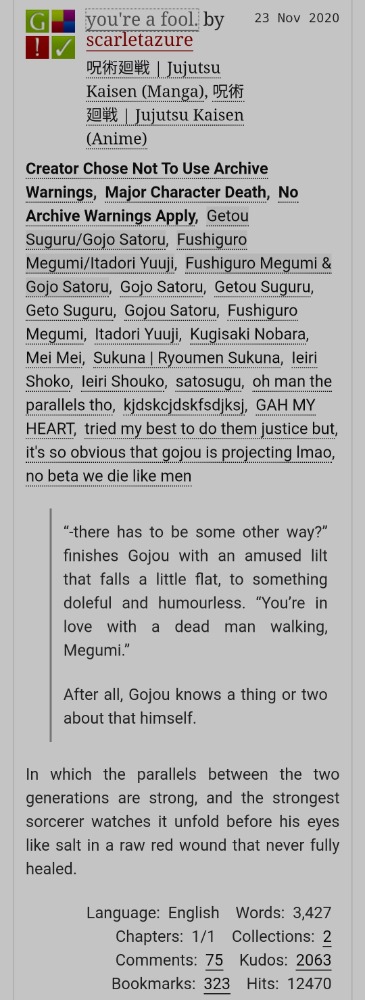 you're a fool. by
scarletazure
23 Nov 2020
呪術廻戦 | Jujutsu
Kaisen (Manga), 呪術
廻戦 | Jujutsu Kaisen
(Anime)
Creator Chose Not To Use Archive
Warnings, Major Character Death, No
Archive Warnings Apply, Getou
Suguru/Gojo Satoru, Fushiguro
Megumi/Itadori Yuuji, Fushiguro Megumi &
Gojo Satoru, Gojo Satoru, Getou Suguru,
Geto Suguru, Gojou Satoru, Fushiguro
Megumi, Itadori Yuuji, Kugisaki Nobara,
Mei Mei, Sukuna | Ryoumen Sukuna, Ieiri
Shoko, Ieiri Shouko, satosugu, oh man the
parallels tho, kjdskcjdskfsdjksj, GAH MY
HEART, tried my best to do them justice but,
it's so obvious that gojou is projecting lmao,
no beta we die like men
“-there has to be some other way?”
finishes Gojou with an amused lilt
that falls a little flat, to something
doleful and humourless. “You’re in
love with a dead man walking,
Megumi.”
After all, Gojou knows a thing or two
about that himself.
In which the parallels between the two
generations are strong, and the strongest
sorcerer watches it unfold before his eyes
like salt in a raw red wound that never fully
healed.
Language: English Words: 3,427
Chapters: 1/1 Collections: 2
Comments: 75 Kudos: 2063
Bookmarks: 323 Hits: 12470